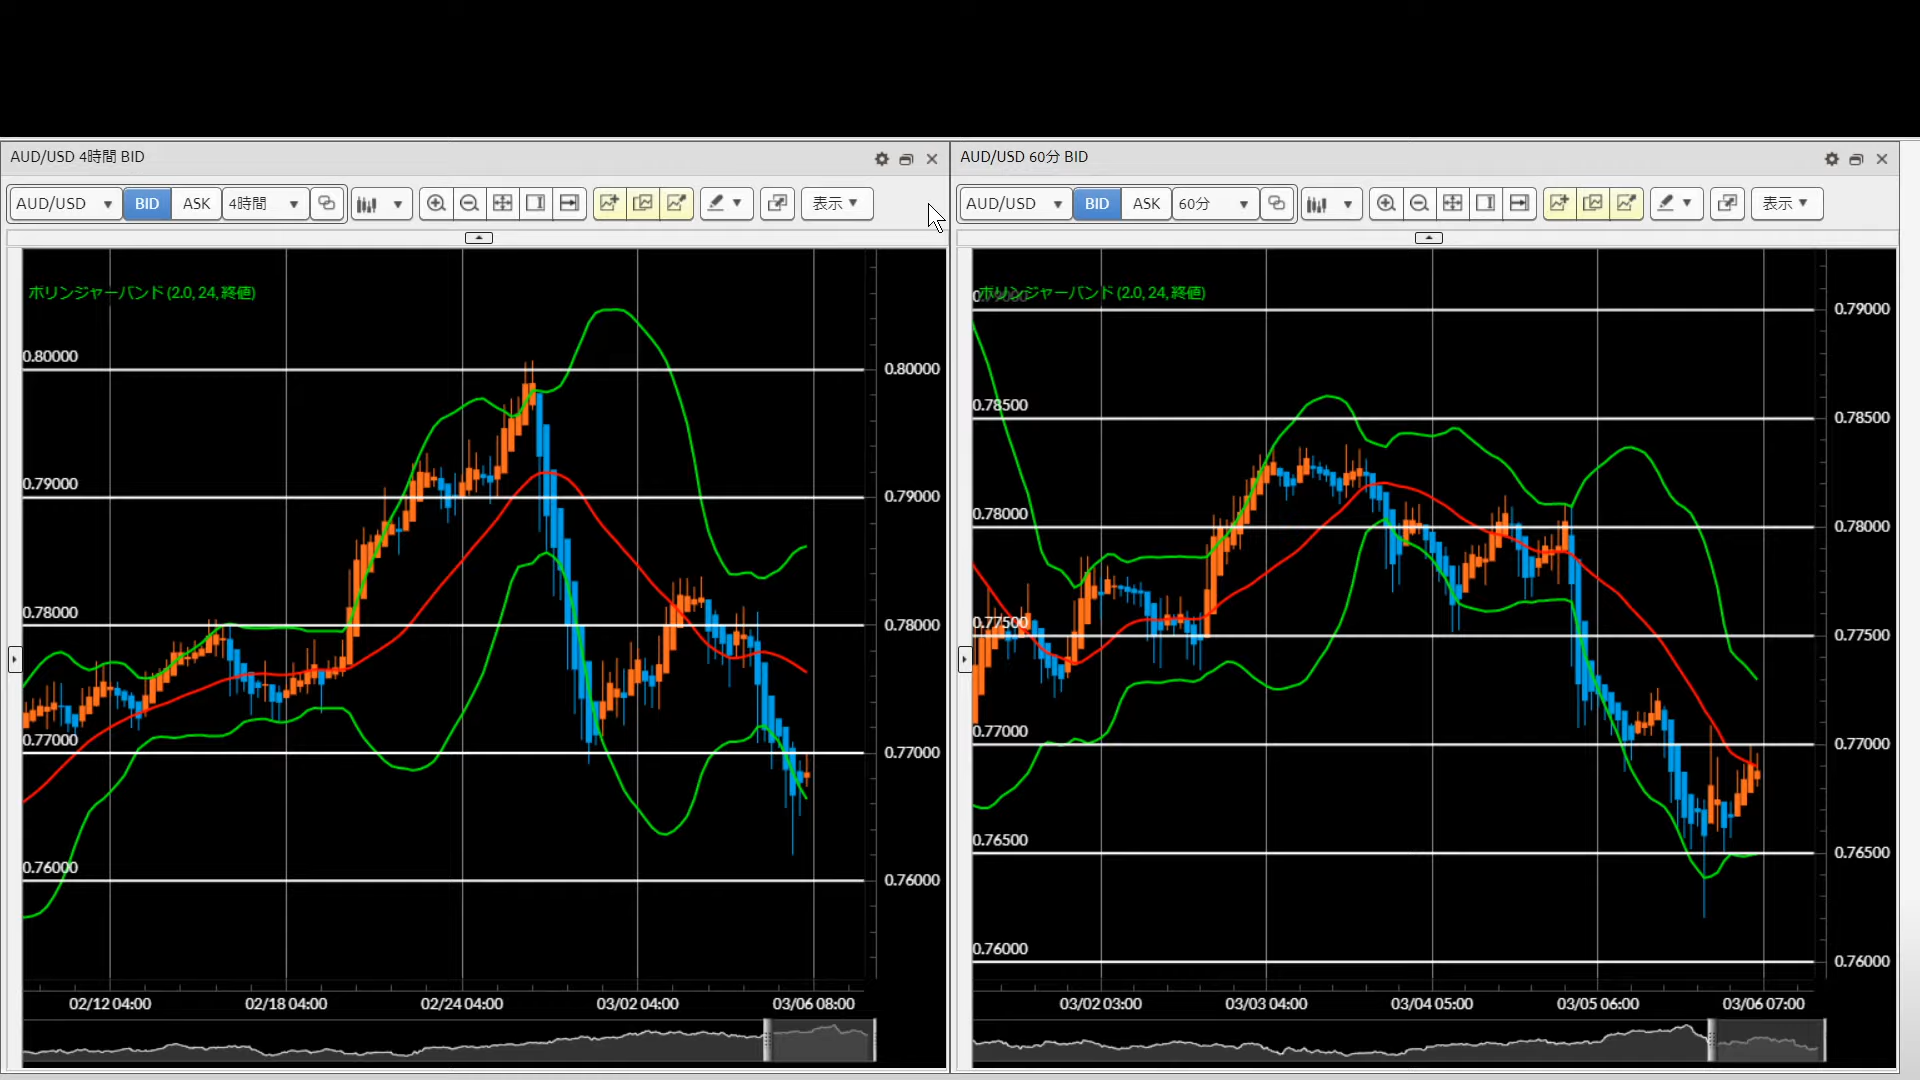 AUD/USD 4時間 BID
AUD/USD BID ASK 4時間 表示
ボリンジャーバンド (2.0, 24, 終値)
0.80000 0.80000
0.79000 0.79000
0.78000 0.78000
0.77000 0.77000
0.76000 0.76000
02/12 04:00 02/18 04:00 02/24 04:00 03/02 04:00 03/06 08:00
AUD/USD 60分 BID
AUD/USD BID ASK 60分 表示
ボリンジャーバンド (2.0, 24, 終値)
0.79000 0.79000
0.78500 0.78500
0.78000 0.78000
0.77500 0.77500
0.77000 0.77000
0.76500 0.76500
0.76000 0.76000
03/02 03:00 03/03 04:00 03/04 05:00 03/05 06:00 03/06 07:00